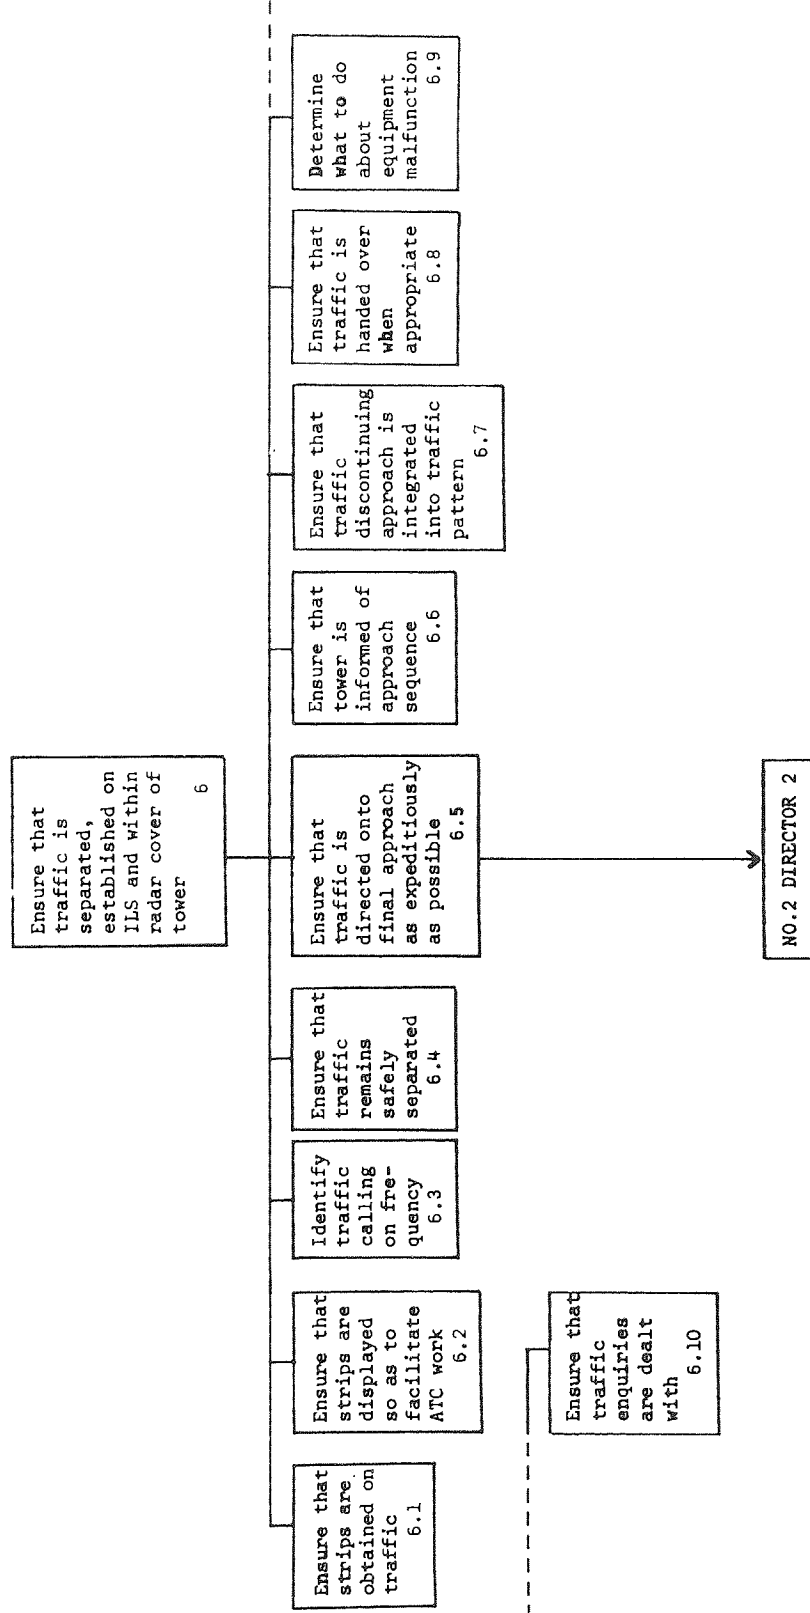 Ensure that
traffic is
separated,
established on
ILS and within
radar cover of
tower
6
Ensure that
strips are
obtained on
traffic
6.1
Ensure that
strips are
displayed
so as to
facilitate
ATC work
6.2
Identify
traffic
calling
on fre-
quency
6.3
Ensure that
traffic
remains
safely
separated
6.4
Ensure that
traffic is
directed onto
final approach
as expeditiously
as possible
6.5
Ensure that
tower is
informed of
approach
sequence
6.6
Ensure that
traffic
discontinuing
approach is
integrated
into traffic
pattern
6.7
Ensure that
traffic is
handed over
when
appropriate
6.8
Determine
what to do
about
equipment
malfunction
6.9
Ensure that
traffic
enquiries
are dealt
with
6.10
NO.2 DIRECTOR 2